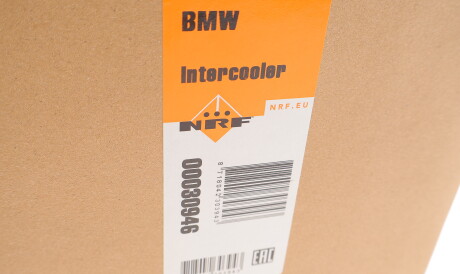 BMW
Intercooler
NRF.EU
NRF
00030946
EAC